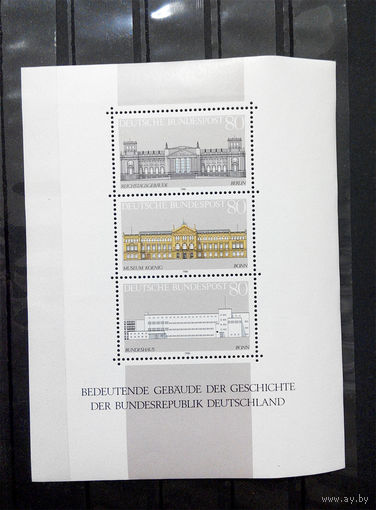 DEUTSCHE BUNDESPOST 80
REICHSTAGSGEBÄUDE BERLIN
DEUTSCHE BUNDESPOST 80
MUSEUM KOENIG BONN
DEUTSCHE BUNDESPOST 80
BUNDESHAUS BONN
BEDEUTENDE GEBÄUDE DER GESCHICHTE
DER BUNDESREPUBLIK DEUTSCHLAND
© www.ay.by